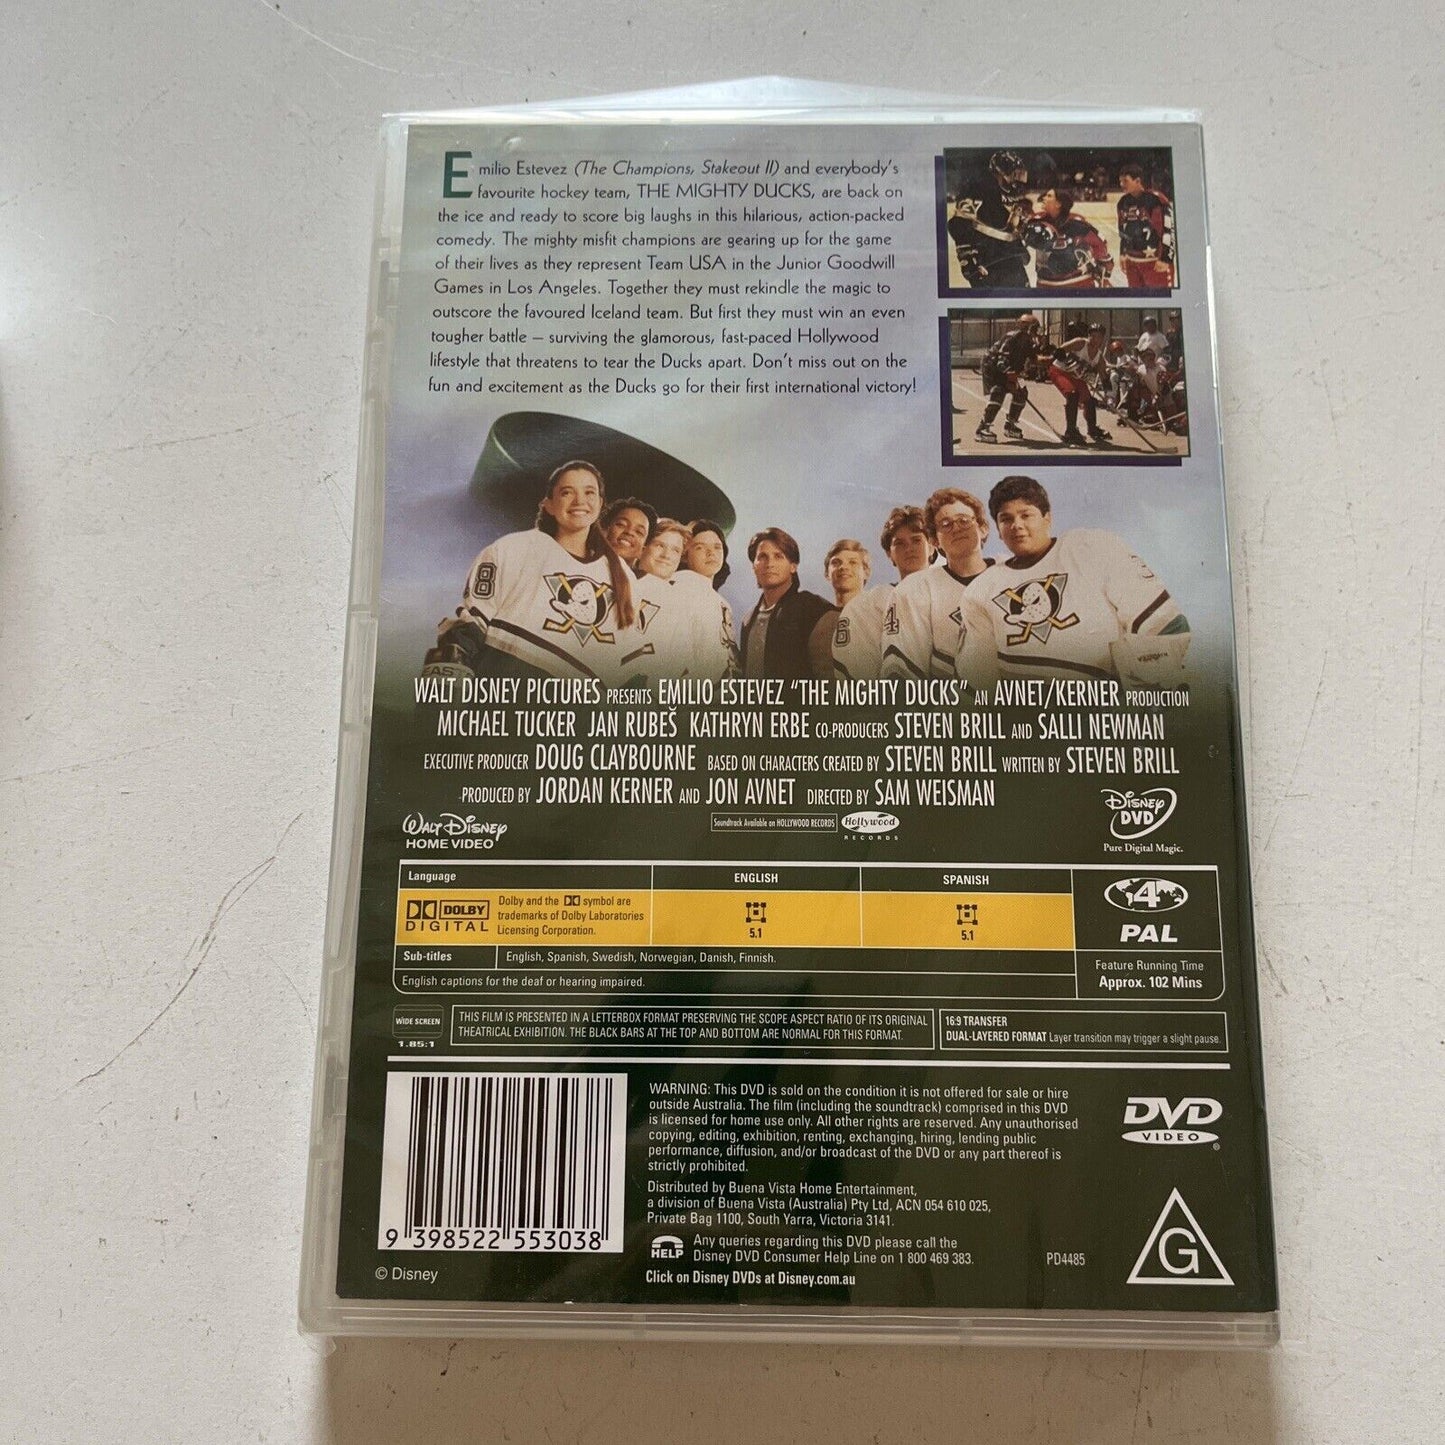 Emilio Estevez (The Champions, Stakeout II) and everybody's
favourite hockey team, THE MIGHTY DUCKS, are back on
the ice and ready to score big laughs in this hilarious, action-packed
comedy. The mighty misfit champions are gearing up for the game
of their lives as they represent Team USA in the Junior Goodwill
Games in Los Angeles. Together they must rekindle the magic to
outscore the favoured Iceland team. But first they must win an even
tougher battle – surviving the glamorous, fast-paced Hollywood
lifestyle that threatens to tear the Ducks apart. Don't miss out on the
fun and excitement as the Ducks go for their first international victory!
27
8
6
4
3
EAS
WALT DISNEY PICTURES PRESENTS EMILIO ESTEVEZ "THE MIGHTY DUCKS" AN AVNET/KERNER PRODUCTION
MICHAEL TUCKER JAN RUBEŠ KATHRYN ERBE CO-PRODUCERS STEVEN BRILL AND SALLI NEWMAN
EXECUTIVE PRODUCER DOUG CLAYBOURNE BASED ON CHARACTERS CREATED BY STEVEN BRILL WRITTEN BY STEVEN BRILL
PRODUCED BY JORDAN KERNER AND JON AVNET DIRECTED BY SAM WEISMAN
WALT DISNEY
HOME VIDEO
Soundtrack Available on HOLLYWOOD RECORDS
Hollywood
RECORDS
Disney
DVD
Pure Digital Magic.
Language ENGLISH SPANISH
DOLBY
DIGITAL
Dolby and the DD symbol are
trademarks of Dolby Laboratories
Licensing Corporation.
5.1
5.1
4
PAL
Sub-titles English, Spanish, Swedish, Norwegian, Danish, Finnish.
English captions for the deaf or hearing impaired.
Feature Running Time
Approx. 102 Mins
WIDE SCREEN
1.85:1
THIS FILM IS PRESENTED IN A LETTERBOX FORMAT PRESERVING THE SCOPE ASPECT RATIO OF ITS ORIGINAL
THEATRICAL EXHIBITION. THE BLACK BARS AT THE TOP AND BOTTOM ARE NORMAL FOR THIS FORMAT.
16:9 TRANSFER
DUAL-LAYERED FORMAT Layer transition may trigger a slight pause.
9 398522 553038
© Disney
WARNING: This DVD is sold on the condition it is not offered for sale or hire
outside Australia. The film (including the soundtrack) comprised in this DVD
is licensed for home use only. All other rights are reserved. Any unauthorised
copying, editing, exhibition, renting, exchanging, hiring, lending public
performance, diffusion, and/or broadcast of the DVD or any part thereof is
strictly prohibited.
Distributed by Buena Vista Home Entertainment,
a division of Buena Vista (Australia) Pty Ltd, ACN 054 610 025,
Private Bag 1100, South Yarra, Victoria 3141.
HELP
Any queries regarding this DVD please call the
Disney DVD Consumer Help Line on 1 800 469 383.
Click on Disney DVDs at Disney.com.au
PD4485
DVD
VIDEO
®
G